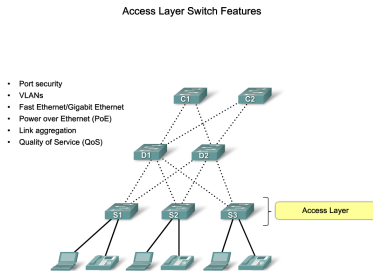 Access Layer Switch Features
• Port security
• VLANs
• Fast Ethernet/Gigabit Ethernet
• Power over Ethernet (PoE)
• Link aggregation
• Quality of Service (QoS)
C1
C2
D1
D2
S1
S2
S3
Access Layer